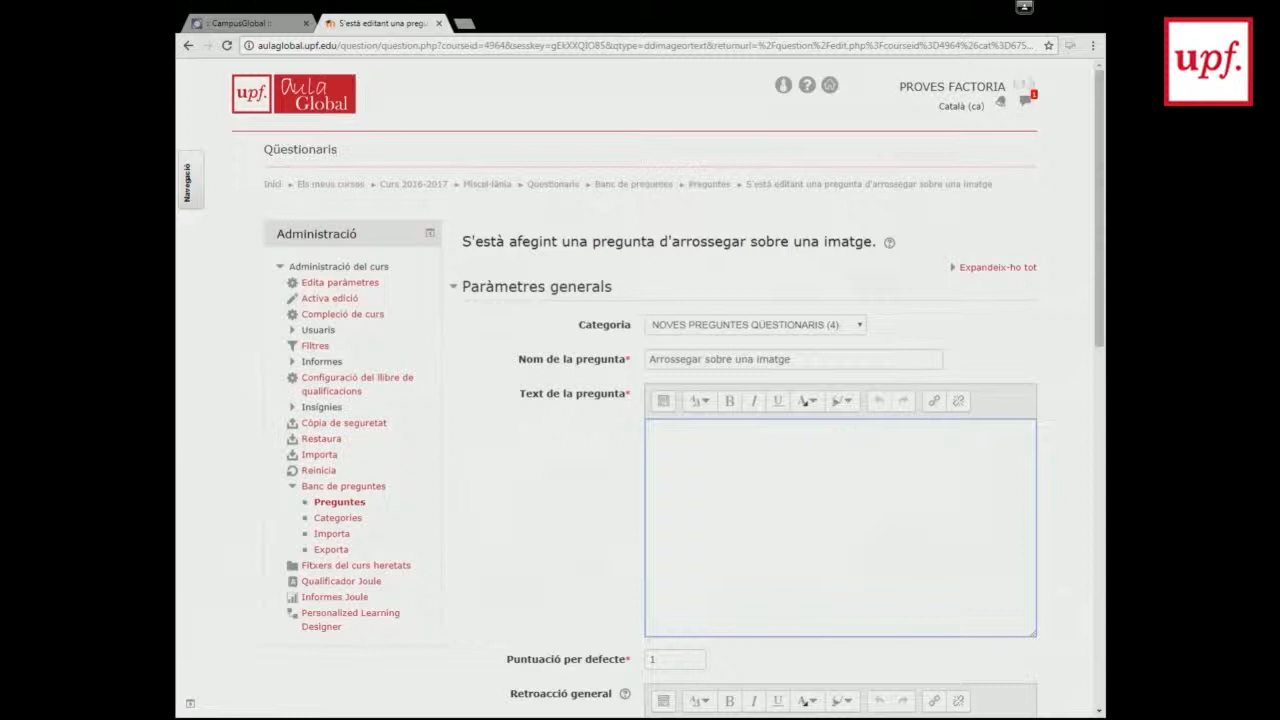 :: CampusGlobal ::
S'està editant una pregu
aulaglobal.upf.edu/question/question.php?courseid=4964&sesskey=gEkXXQIO85&qtype=ddimageortext&returnurl=%2Fquestion%2Fedit.php%3Fcourseid%3D4964%26cat%3D675...
upf.
upf.
Aula Global
PROVES FACTORIA
Català (ca)
1
Qüestionaris
Navegació
Inici ► Els meus cursos ► Curs 2016-2017 ► Miscel·lània ► Qüestionaris ► Banc de preguntes ► Preguntes ► S'està editant una pregunta d'arrossegar sobre una imatge
Administració
Administració del curs
Edita paràmetres
Activa edició
Compleció de curs
Usuaris
Filtres
Informes
Configuració del llibre de
qualificacions
Insígnies
Còpia de seguretat
Restaura
Importa
Reinicia
Banc de preguntes
Preguntes
Categories
Importa
Exporta
Fitxers del curs heretats
Qualificador Joule
Informes Joule
Personalized Learning
Designer
S'està afegint una pregunta d'arrossegar sobre una imatge.
Expandeix-ho tot
Paràmetres generals
Categoria NOVES PREGUNTES QÜESTIONARIS (4)
Nom de la pregunta* Arrossegar sobre una imatge
Text de la pregunta*
B I U
Puntuació per defecte* 1
Retroacció general
B I U